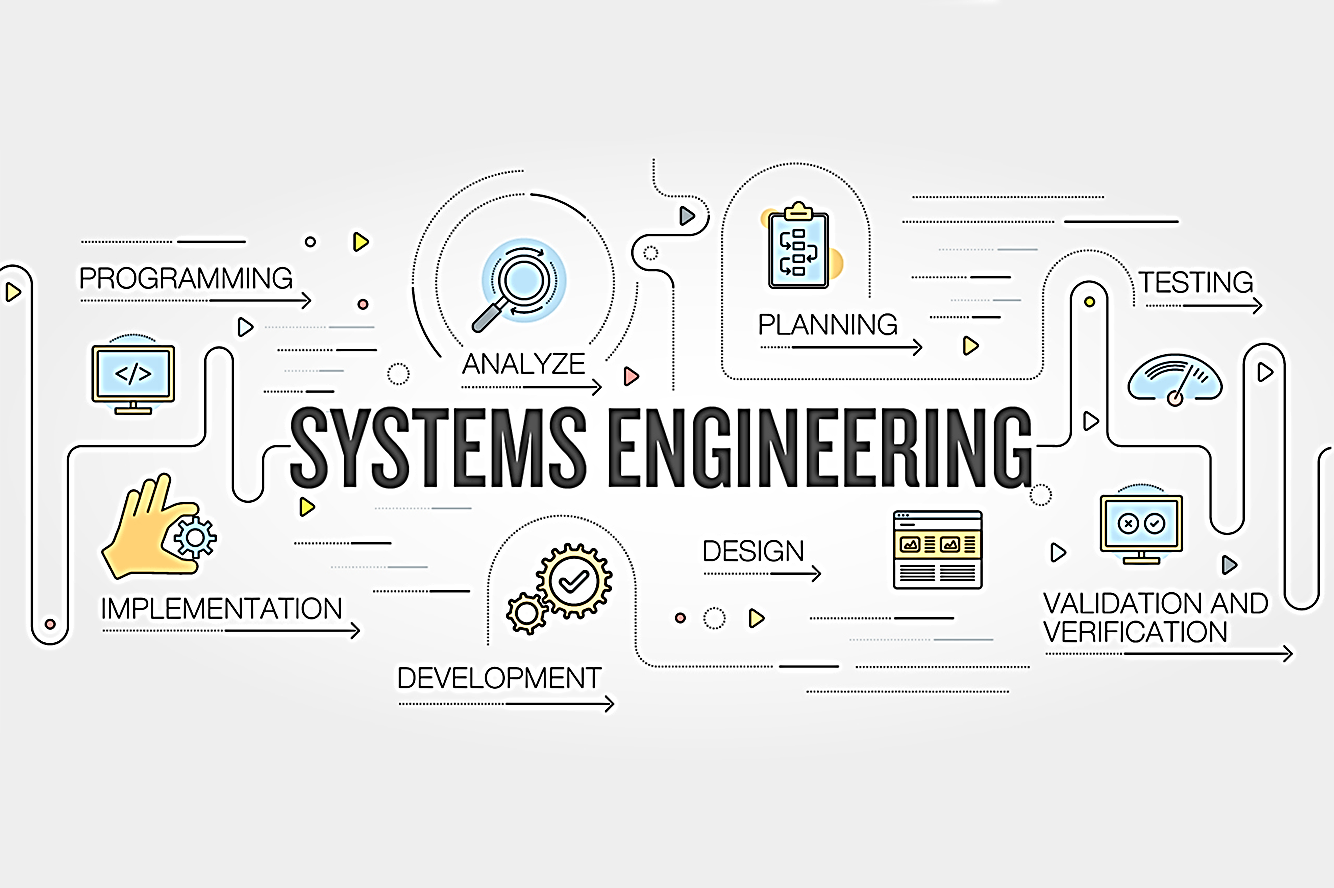 PROGRAMMING
ANALYZE
PLANNING
TESTING
</>
SYSTEMS ENGINEERING
IMPLEMENTATION
DEVELOPMENT
DESIGN
VALIDATION AND
VERIFICATION